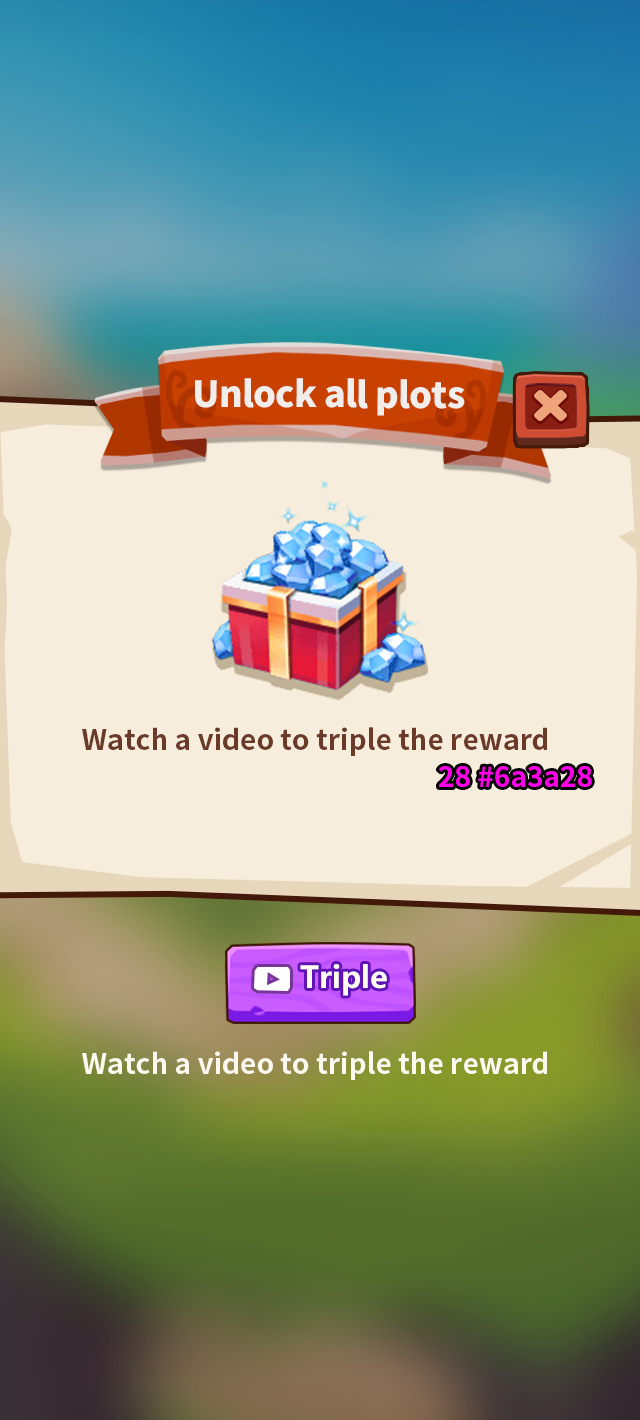 Unlock all plots
Watch a video to triple the reward
28 #6a3a28
Triple
Watch a video to triple the reward